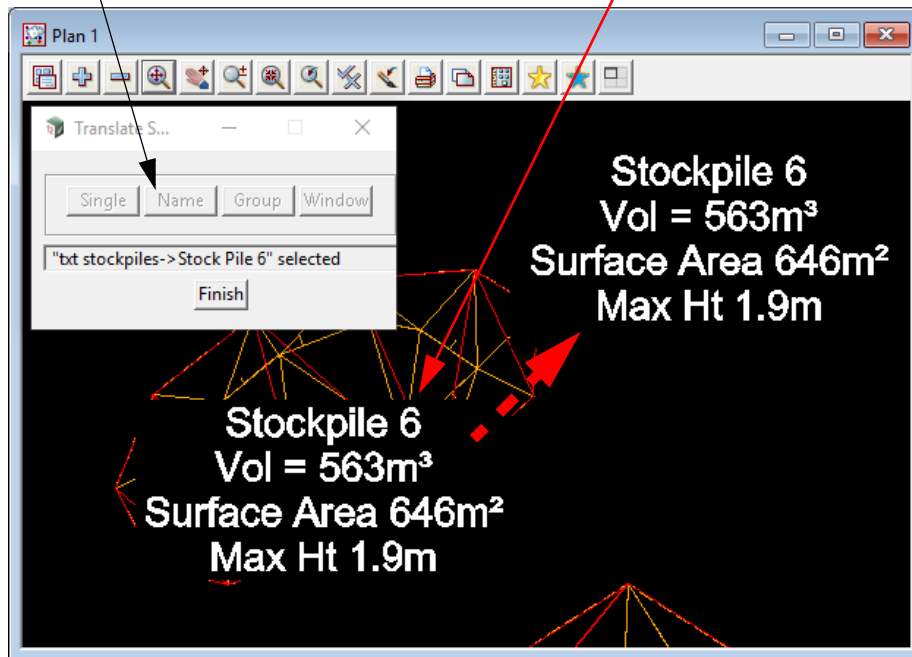 Plan 1
Translate S...
Single Name Group Window
"txt stockpiles->Stock Pile 6" selected
Finish
Stockpile 6
Vol = 563m³
Surface Area 646m²
Max Ht 1.9m
Stockpile 6
Vol = 563m³
Surface Area 646m²
Max Ht 1.9m